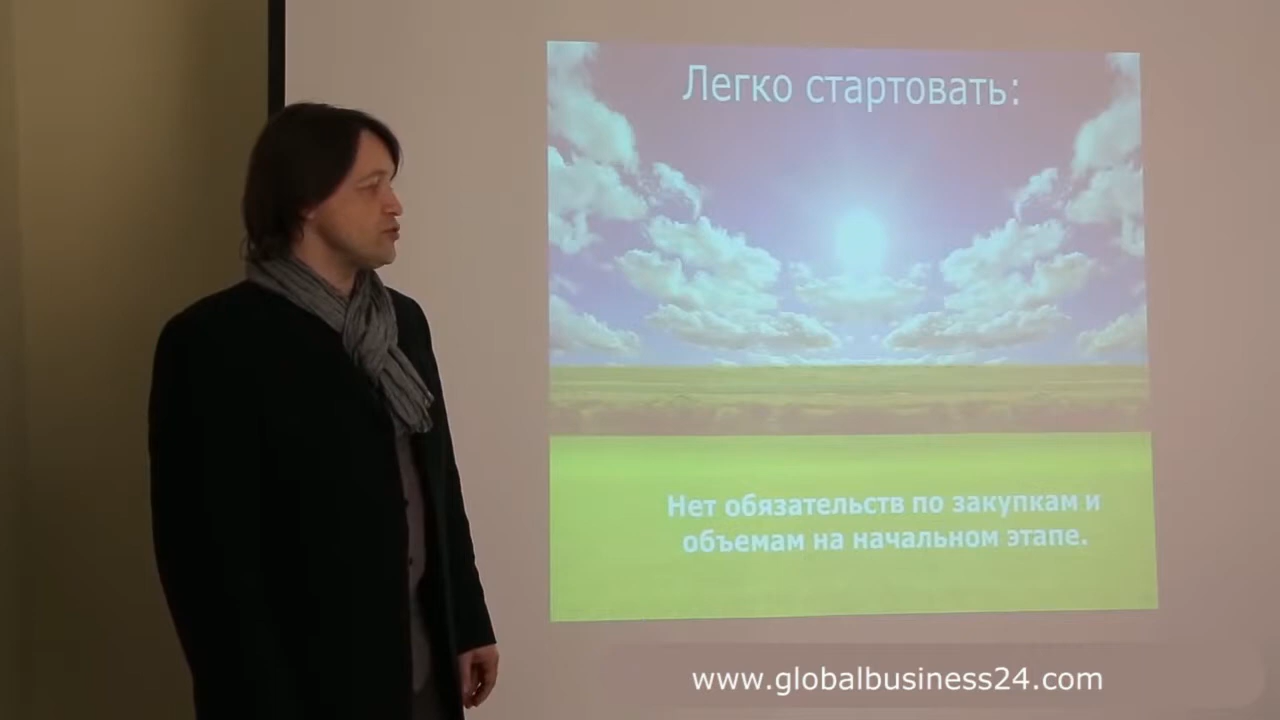 Легко стартовать:
Нет обязательств по закупкам и
объемам на начальном этапе.
www.globalbusiness24.com